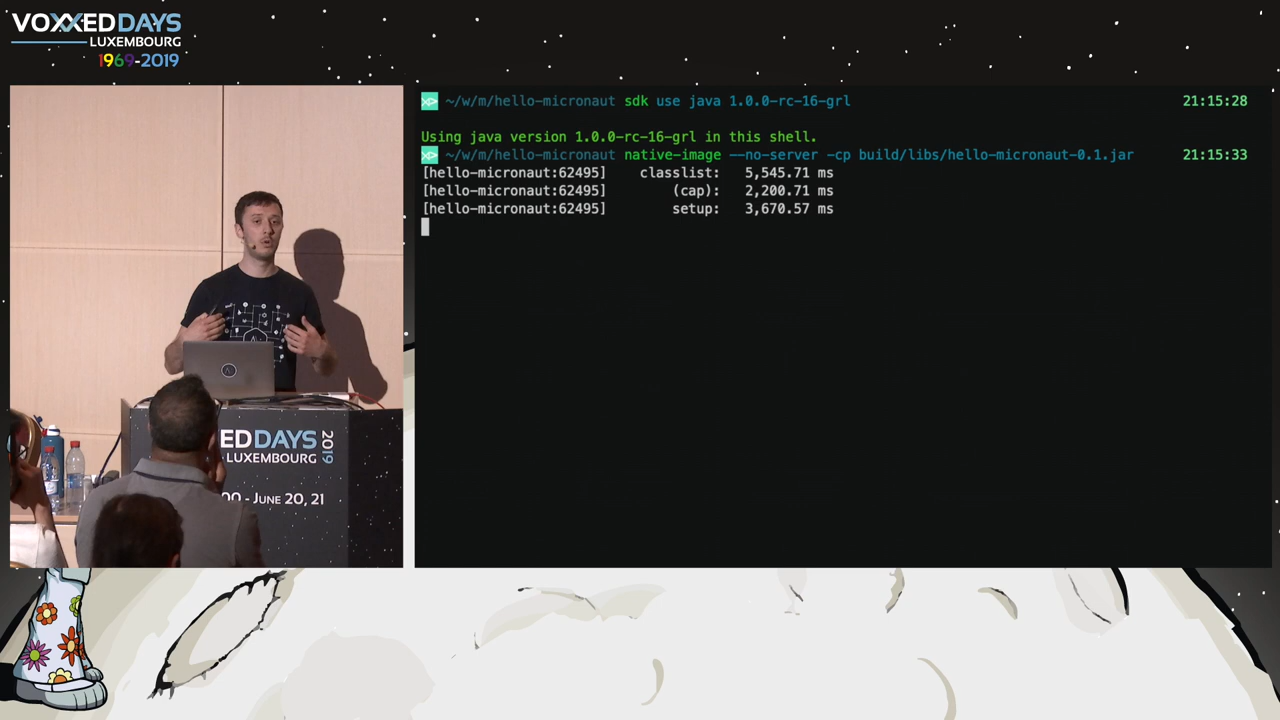 VOXXEDDAYS
LUXEMBOURG
1969-2019
~/w/m/hello-micronaut sdk use java 1.0.0-rc-16-grl 21:15:28
Using java version 1.0.0-rc-16-grl in this shell.
~/w/m/hello-micronaut native-image --no-server -cp build/libs/hello-micronaut-0.1.jar 21:15:33
[hello-micronaut:62495] classlist: 5,545.71 ms
[hello-micronaut:62495] (cap): 2,200.71 ms
[hello-micronaut:62495] setup: 3,670.57 ms
ED DAYS 2019
LUXEMBOURG
00 - JUNE 20, 21